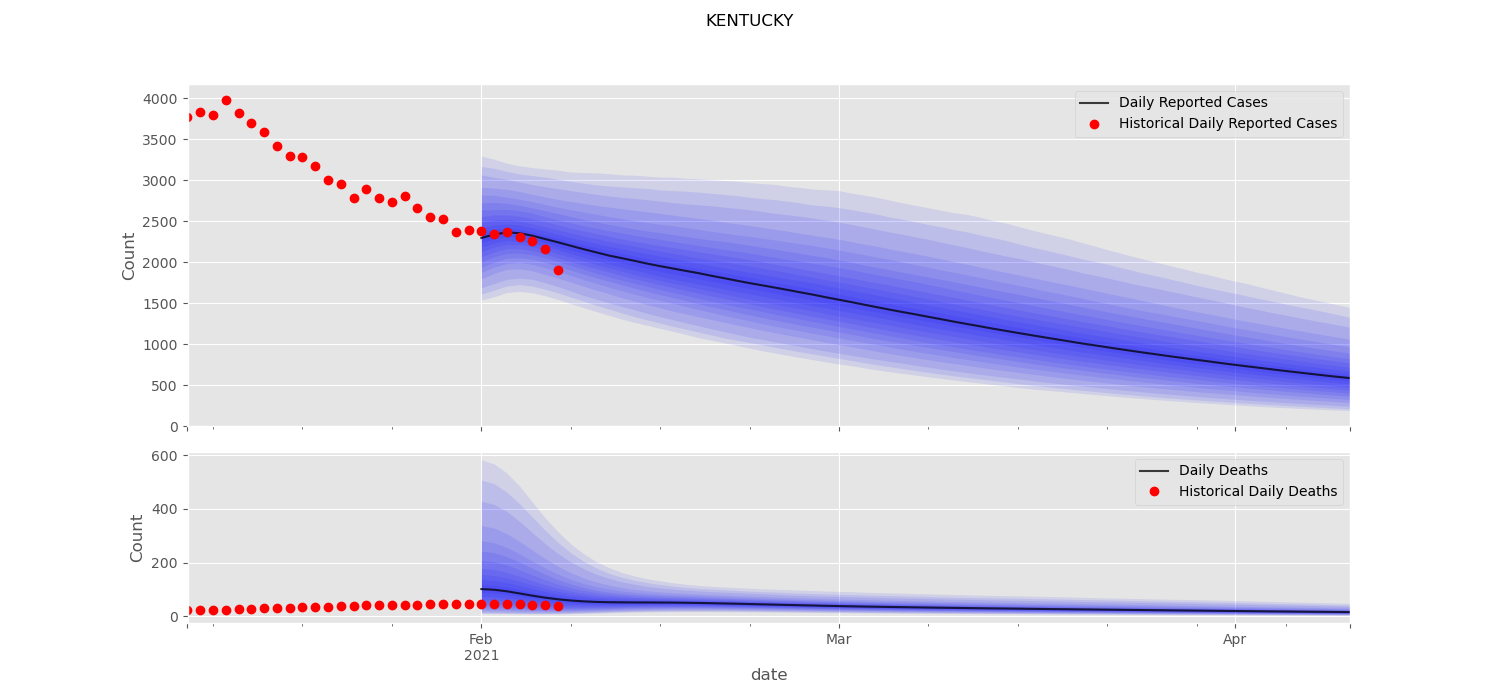 KENTUCKY
Count
4000
3500
3000
2500
2000
1500
1000
500
0
Daily Reported Cases
Historical Daily Reported Cases
Count
600
400
200
0
Daily Deaths
Historical Daily Deaths
Feb
2021
Mar
Apr
date